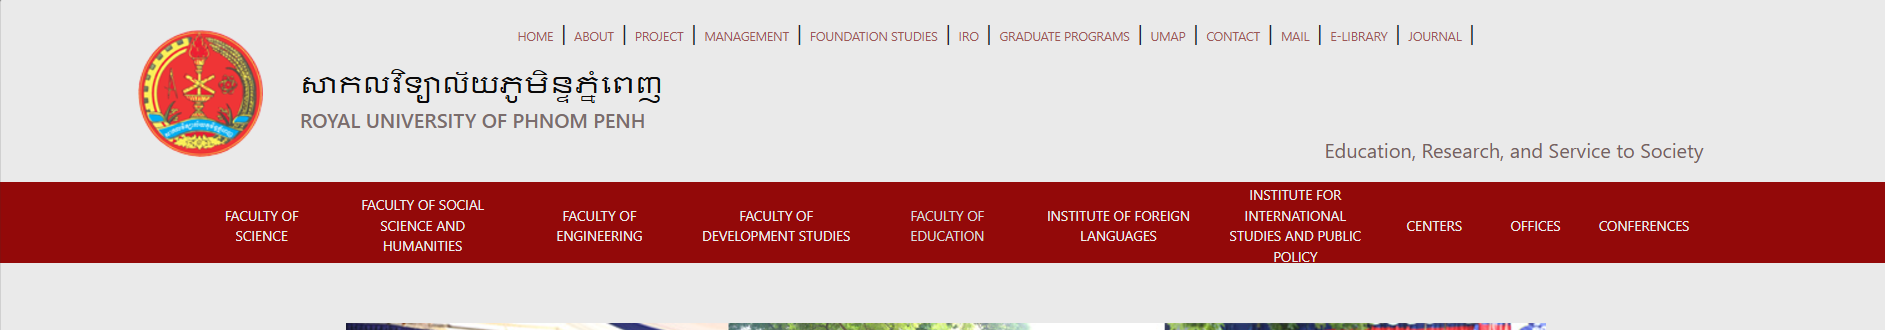 HOME | ABOUT | PROJECT | MANAGEMENT | FOUNDATION STUDIES | IRO | GRADUATE PROGRAMS | UMAP | CONTACT | MAIL | E-LIBRARY | JOURNAL |
សាកលវិទ្យាល័យភូមិន្ទភ្នំពេញ
ROYAL UNIVERSITY OF PHNOM PENH
Education, Research, and Service to Society
FACULTY OF
SCIENCE
FACULTY OF SOCIAL
SCIENCE AND
HUMANITIES
FACULTY OF
ENGINEERING
FACULTY OF
DEVELOPMENT STUDIES
FACULTY OF
EDUCATION
INSTITUTE OF FOREIGN
LANGUAGES
INSTITUTE FOR
INTERNATIONAL
STUDIES AND PUBLIC
POLICY
CENTERS
OFFICES
CONFERENCES